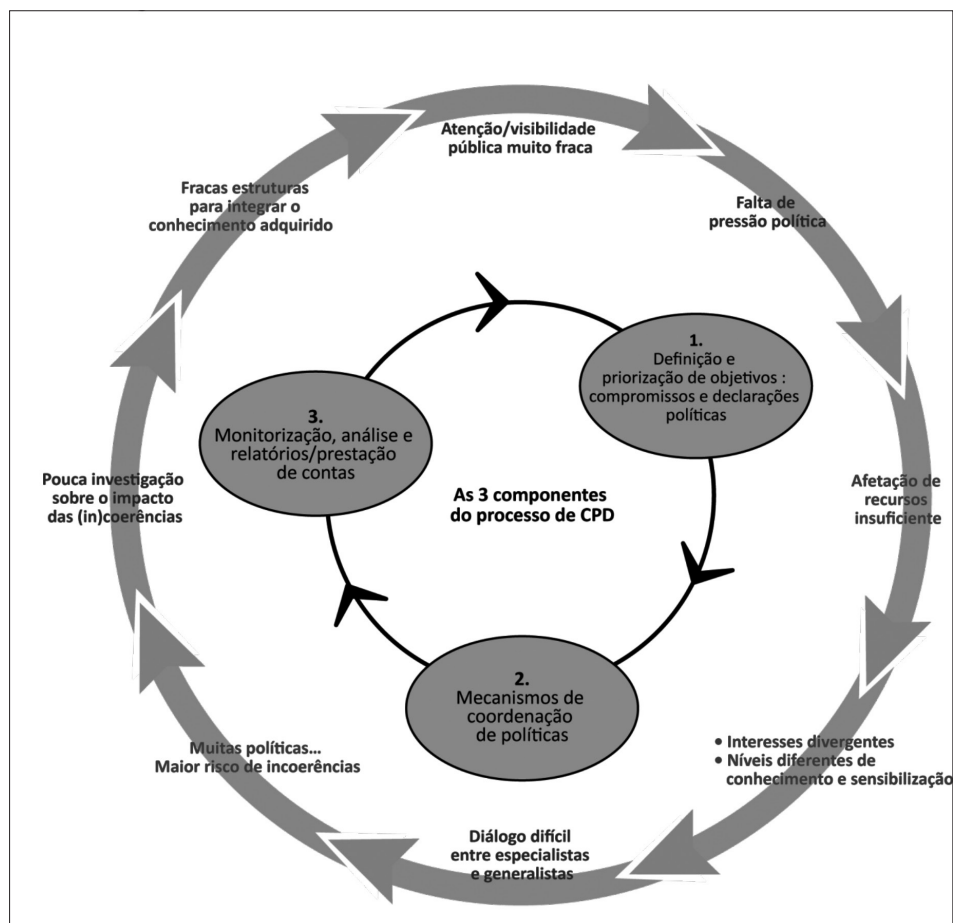 Atenção/visibilidade
pública muito fraca
Falta de
pressão política
Afetação de
recursos
insuficiente
• Interesses divergentes
• Níveis diferentes de
conhecimento e sensibilização
Diálogo difícil
entre especialistas
e generalistas
Muitas políticas...
Maior risco de incoerências
Pouca investigação
sobre o impacto
das (in)coerências
Fracas estruturas
para integrar o
conhecimento adquirido
1.
Definição e
priorização de objetivos :
compromissos e declarações
políticas
2.
Mecanismos de
coordenação
de políticas
3.
Monitorização, análise e
relatórios/prestação
de contas
As 3 componentes
do processo de CPD